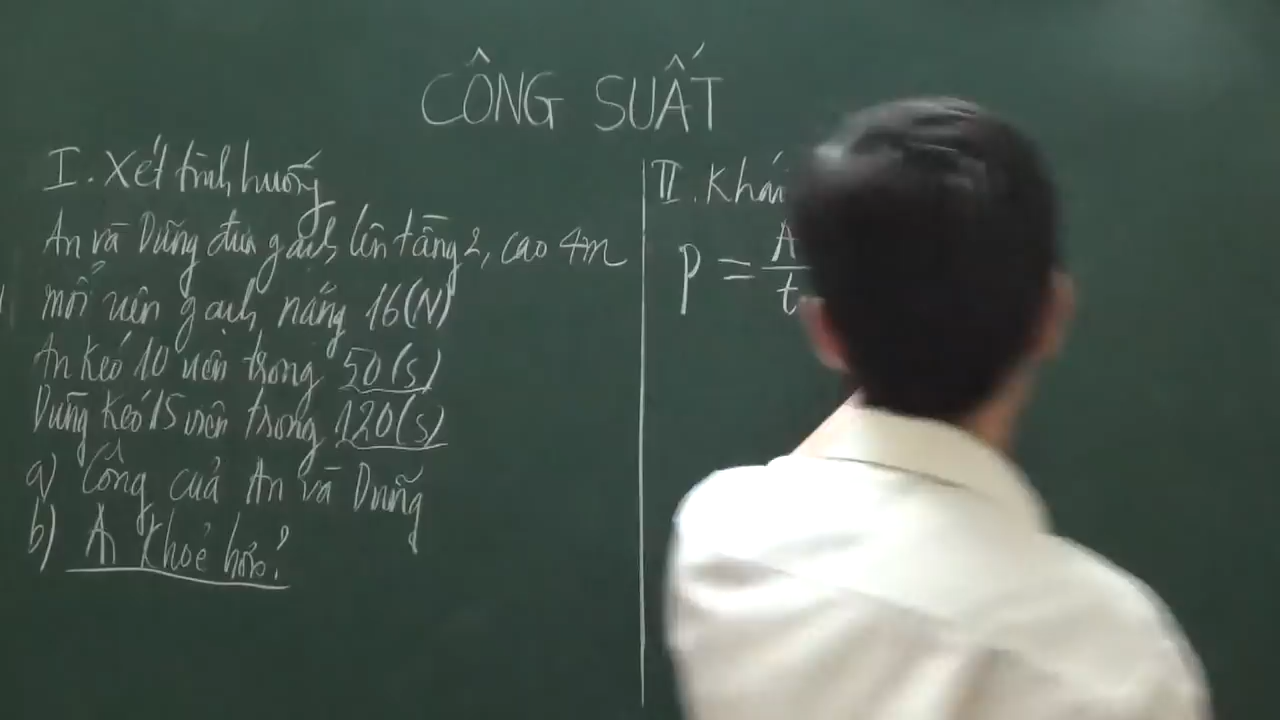 CÔNG SUẤT
I. Xét tình huống
An và Dũng đưa gạch lên tầng 2, cao 4m
mỗi viên gạch nặng 16(N)
An kéo 10 viên trong 50(s)
Dũng kéo 15 viên trong 120(s)
a) Công của An và Dũng
b) Ai khoẻ hơn?
II. Khái
P = A
t